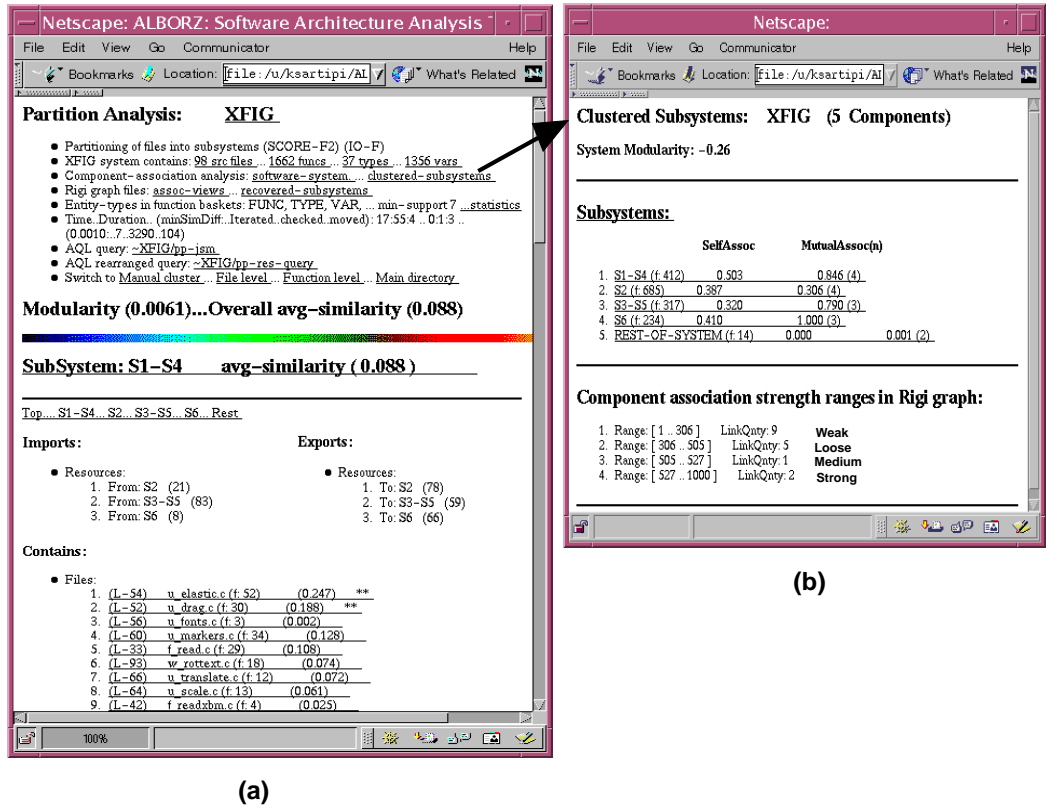 Netscape: ALBORZ: Software Architecture Analysis
File Edit View Go Communicator Help
Bookmarks Location: file:/u/ksartipi/AL What's Related
Partition Analysis: XFIG
Partitioning of files into subsystems (SCORE-F2) (IO-F)
XFIG system contains: 98 src files ... 1662 funcs ... 37 types ... 1356 vars
Component-association analysis: software-system ... clustered-subsystems
Rigi graph files: assoc-views ... recovered-subsystems
Entity-types in function baskets: FUNC, TYPE, VAR, ... min-support 7 ...statistics
Time..Duration.. (minSimDiff:..Iterated..checked..moved): 17:55:4 .. 0:1:3 ..
(0.0010:..7..3290..104)
AQL query: ~XFIG/pp-jsm
AQL rearranged query: ~XFIG/pp-res-query
Switch to Manual cluster ... File level ... Function level ... Main directory
Modularity (0.0061)...Overall avg-similarity (0.088)
SubSystem: S1-S4 avg-similarity ( 0.088 )
Top.... S1-S4... S2... S3-S5... S6... Rest
Imports: Exports:
Resources: Resources:
1. From: S2 (21) 1. To: S2 (78)
2. From: S3-S5 (83) 2. To: S3-S5 (59)
3. From: S6 (8) 3. To: S6 (66)
Contains:
Files:
1. (L-54) u_elastic.c (f: 52) (0.247) **
2. (L-52) u_drag.c (f: 30) (0.188) **
3. (L-56) u_fonts.c (f: 3) (0.002)
4. (L-60) u_markers.c (f: 34) (0.128)
5. (L-33) f_read.c (f: 29) (0.108)
6. (L-93) w_rottext.c (f: 18) (0.074)
7. (L-66) u_translate.c (f: 12) (0.072)
8. (L-64) u_scale.c (f: 13) (0.061)
9. (L-42) f_readxbm.c (f: 4) (0.025)
100%
(a)
Netscape:
File Edit View Go Communicator Help
Bookmarks Location: file:/u/ksartipi/Al What's Related
Clustered Subsystems: XFIG (5 Components)
System Modularity: -0.26
Subsystems:
SelfAssoc MutualAssoc(n)
1. S1-S4 (f: 412) 0.503 0.846 (4)
2. S2 (f: 685) 0.387 0.306 (4)
3. S3-S5 (f: 317) 0.320 0.790 (3)
4. S6 (f: 234) 0.410 1.000 (3)
5. REST-OF-SYSTEM (f: 14) 0.000 0.001 (2)
Component association strength ranges in Rigi graph:
1. Range: [ 1 .. 306 ] LinkQnty: 9 Weak
2. Range: [ 306 .. 505 ] LinkQnty: 5 Loose
3. Range: [ 505 .. 527 ] LinkQnty: 1 Medium
4. Range: [ 527 .. 1000 ] LinkQnty: 2 Strong
(b)